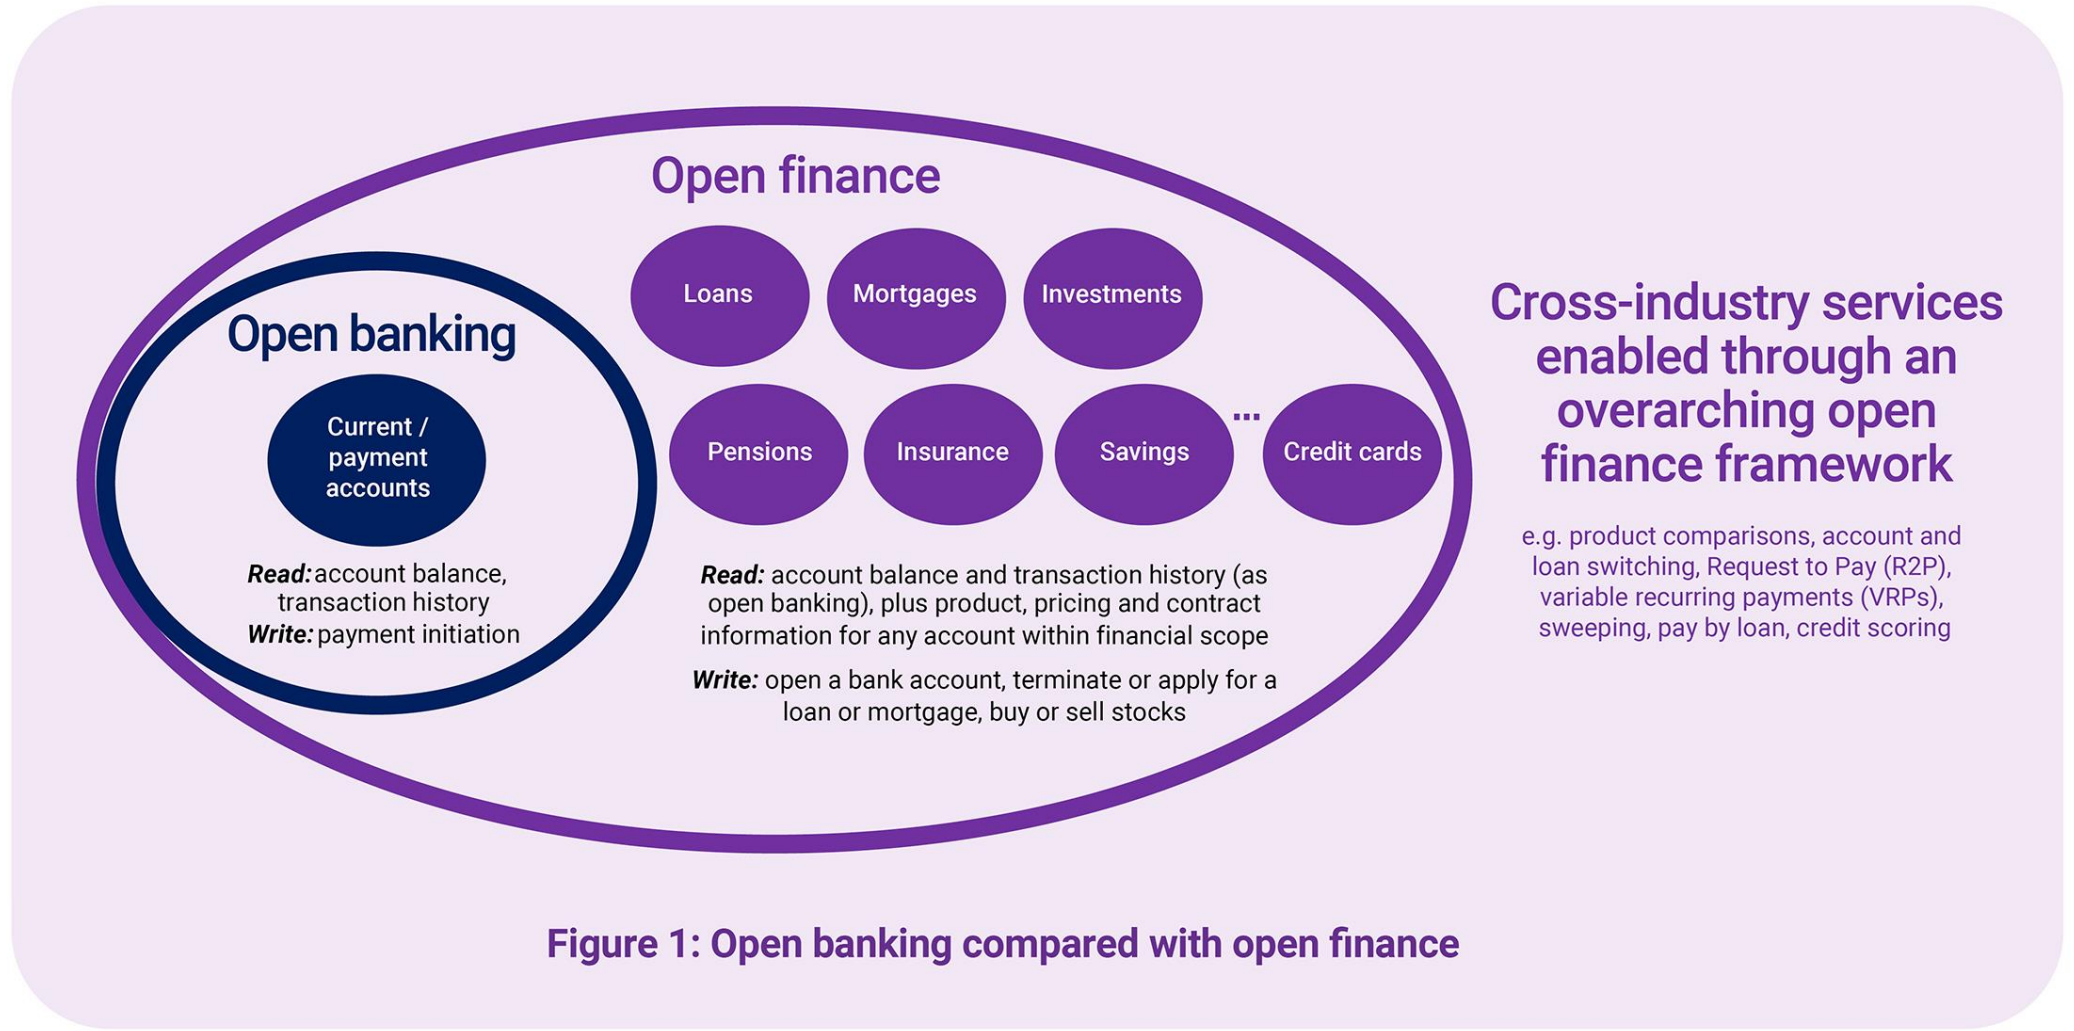 Open finance
Loans
Mortgages
Investments
Open banking
Current /
payment
accounts
Pensions
Insurance
Savings
...
Credit cards
Read: account balance,
transaction history
Write: payment initiation
Read: account balance and transaction history (as
open banking), plus product, pricing and contract
information for any account within financial scope
Write: open a bank account, terminate or apply for a
loan or mortgage, buy or sell stocks
Cross-industry services
enabled through an
overarching open
finance framework
e.g. product comparisons, account and
loan switching, Request to Pay (R2P),
variable recurring payments (VRPs),
sweeping, pay by loan, credit scoring
Figure 1: Open banking compared with open finance